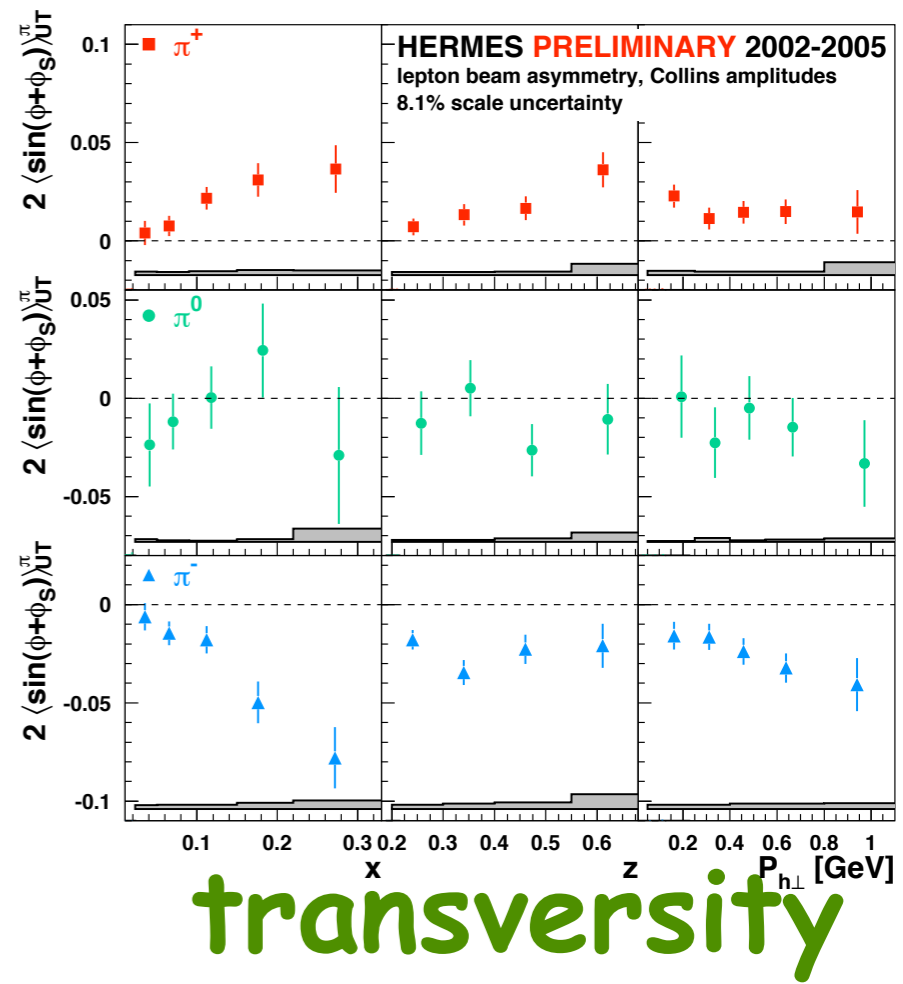 2 ⟨sin(ϕ+ϕS)⟩πUT
0.1
0.05
0
π+
HERMES PRELIMINARY 2002-2005
lepton beam asymmetry, Collins amplitudes
8.1% scale uncertainty
2 ⟨sin(ϕ+ϕS)⟩πUT
0.05
0
-0.05
π0
2 ⟨sin(ϕ+ϕS)⟩πUT
0
-0.05
-0.1
π-
0.1 0.2 0.3 0.2 0.3 0.4 0.5 0.6 0.2 0.4 0.6 0.8 1
x z Ph⊥ [GeV]
transversity